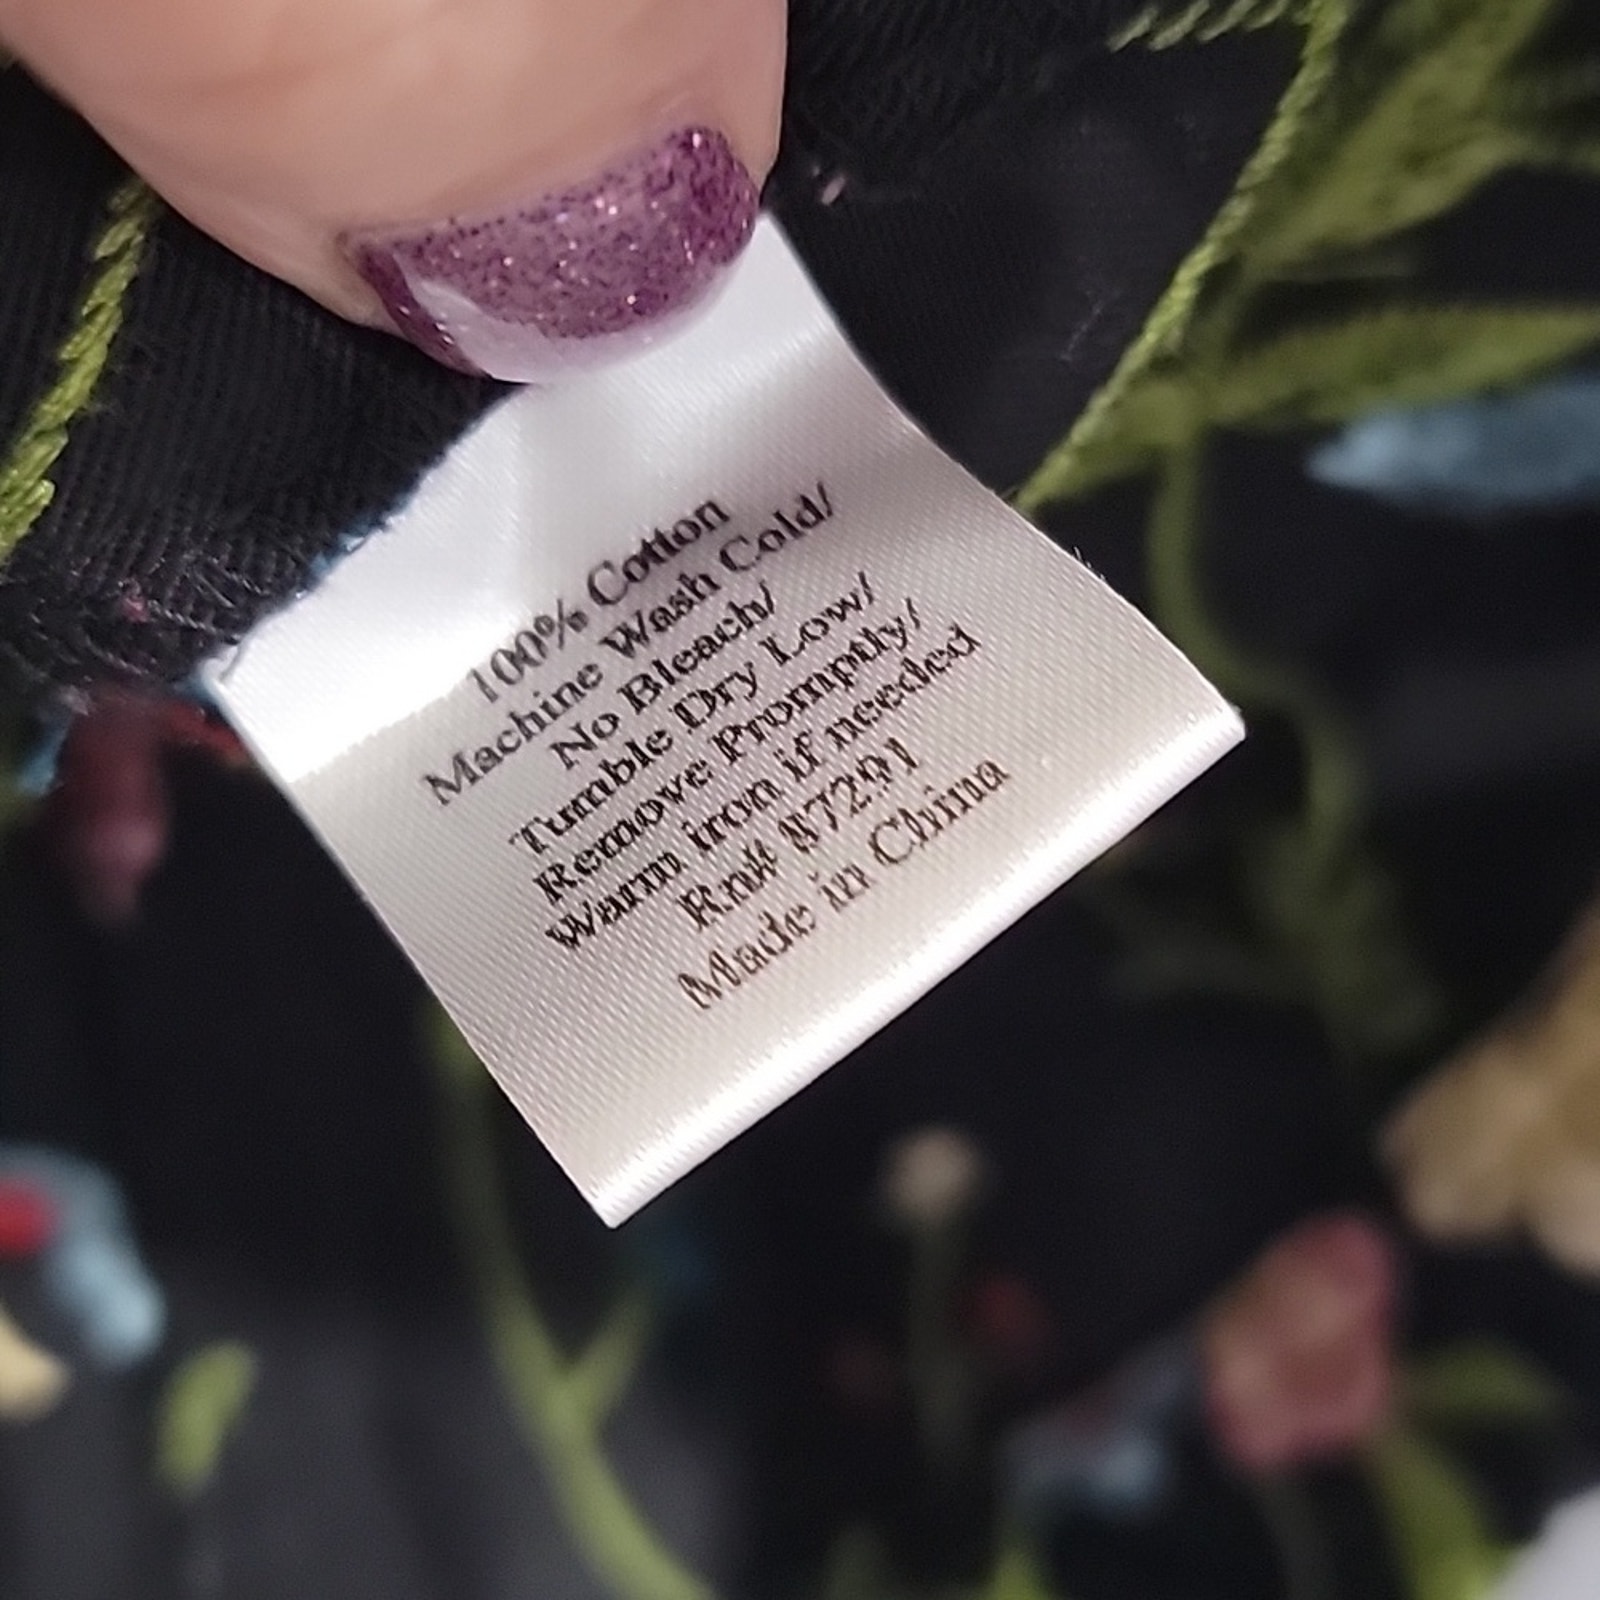 100% Cotton
Machine Wash Cold/
No Bleach/
Tumble Dry Low/
Remove Promptly/
Warm iron if needed
Rn# 87291
Made in China